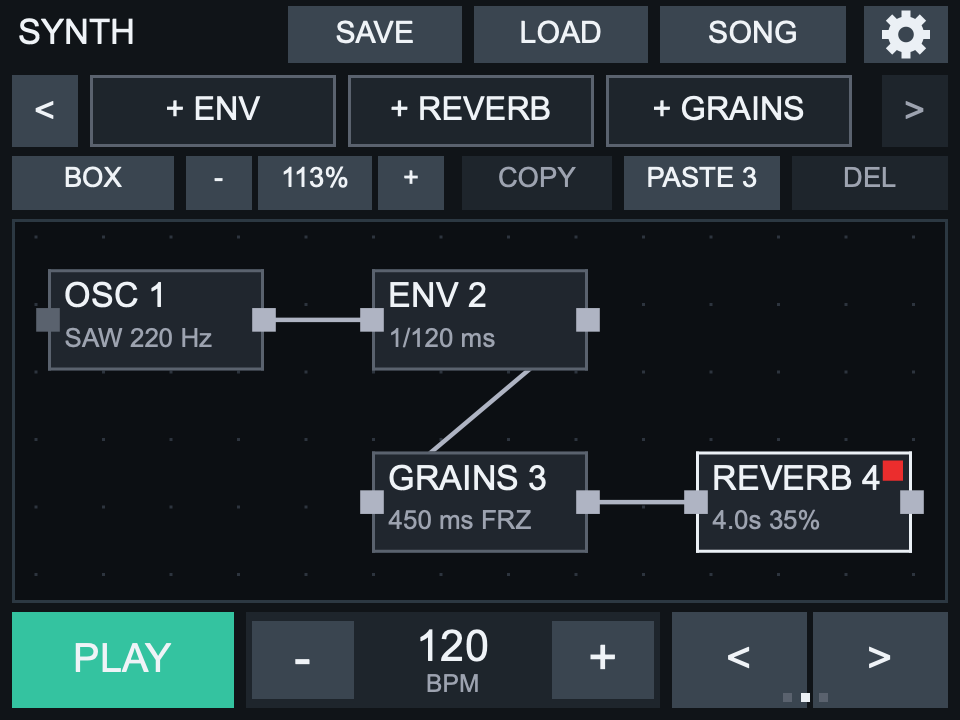 SYNTH SAVE LOAD SONG
< + ENV + REVERB + GRAINS >
BOX - 113% + COPY PASTE 3 DEL
OSC 1 ENV 2
SAW 220 Hz 1/120 ms
GRAINS 3 REVERB 4
450 ms FRZ 4.0s 35%
PLAY - 120 + < >
BPM